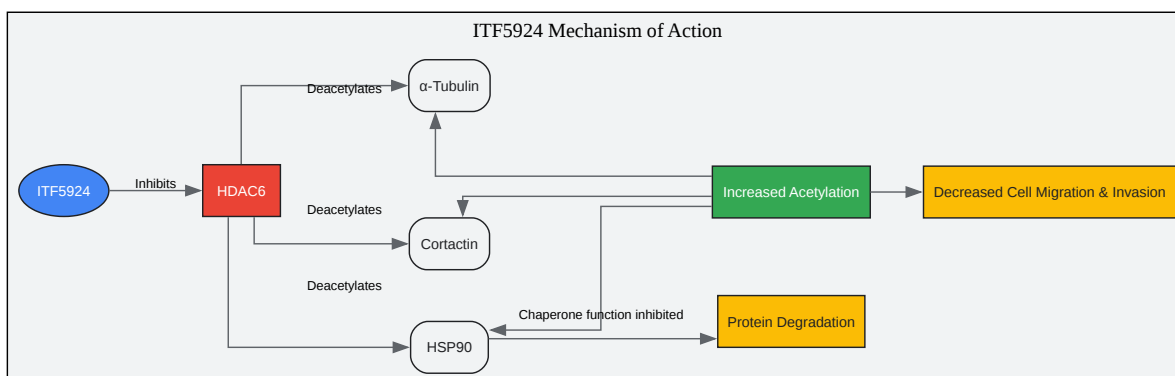 ITF5924 Mechanism of Action
Deacetylates
α-Tubulin
ITF5924
Inhibits
HDAC6
Increased Acetylation
Decreased Cell Migration & Invasion
Deacetylates
Cortactin
Deacetylates
Chaperone function inhibited
Protein Degradation
HSP90